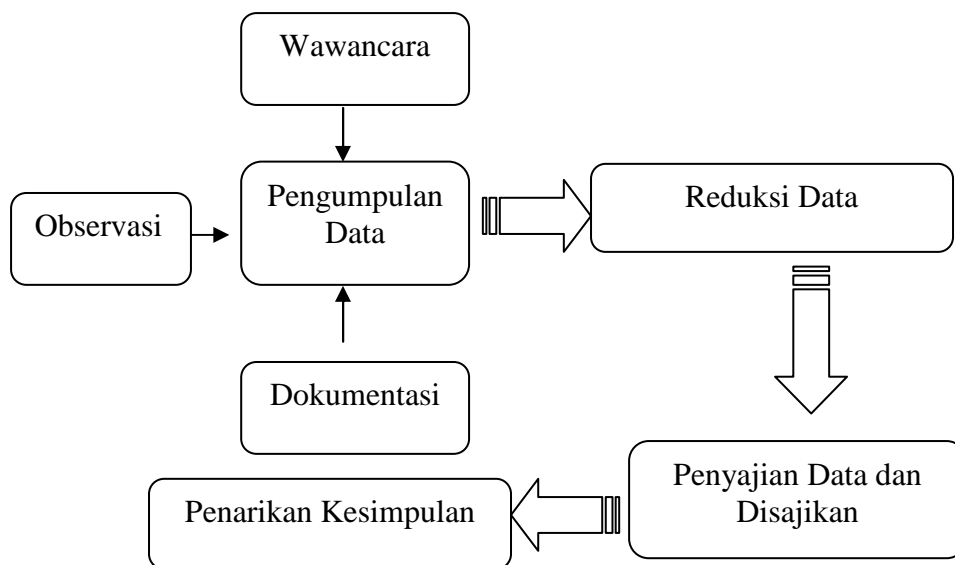 Wawancara
Observasi
Pengumpulan
Data
Reduksi Data
Dokumentasi
Penyajian Data dan
Disajikan
Penarikan Kesimpulan